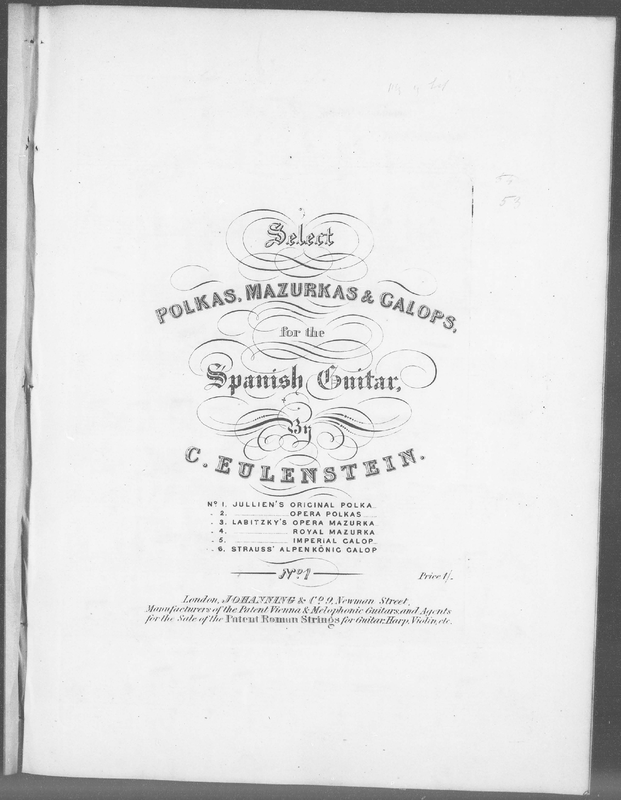 53
Select
POLKAS, MAZURKAS & GALOPS,
for the
Spanish Guitar,
By
C. EULENSTEIN.
Nº 1. JULLIEN'S ORIGINAL POLKA
„ 2. ................ OPERA POLKAS
„ 3. LABITZKY'S OPERA MAZURKA
„ 4. ................ ROYAL MAZURKA
„ 5. ................ IMPERIAL GALOP
„ 6. STRAUSS' ALPENKÖNIG GALOP
Nº 1
Price 1/-
London, JOHANNING & Cº 9, Newman Street,
Manufacturers of the Patent Vienna & Melophonic Guitars, and Agents
for the Sale of the Patent Roman Strings for Guitar, Harp, Violin, etc.